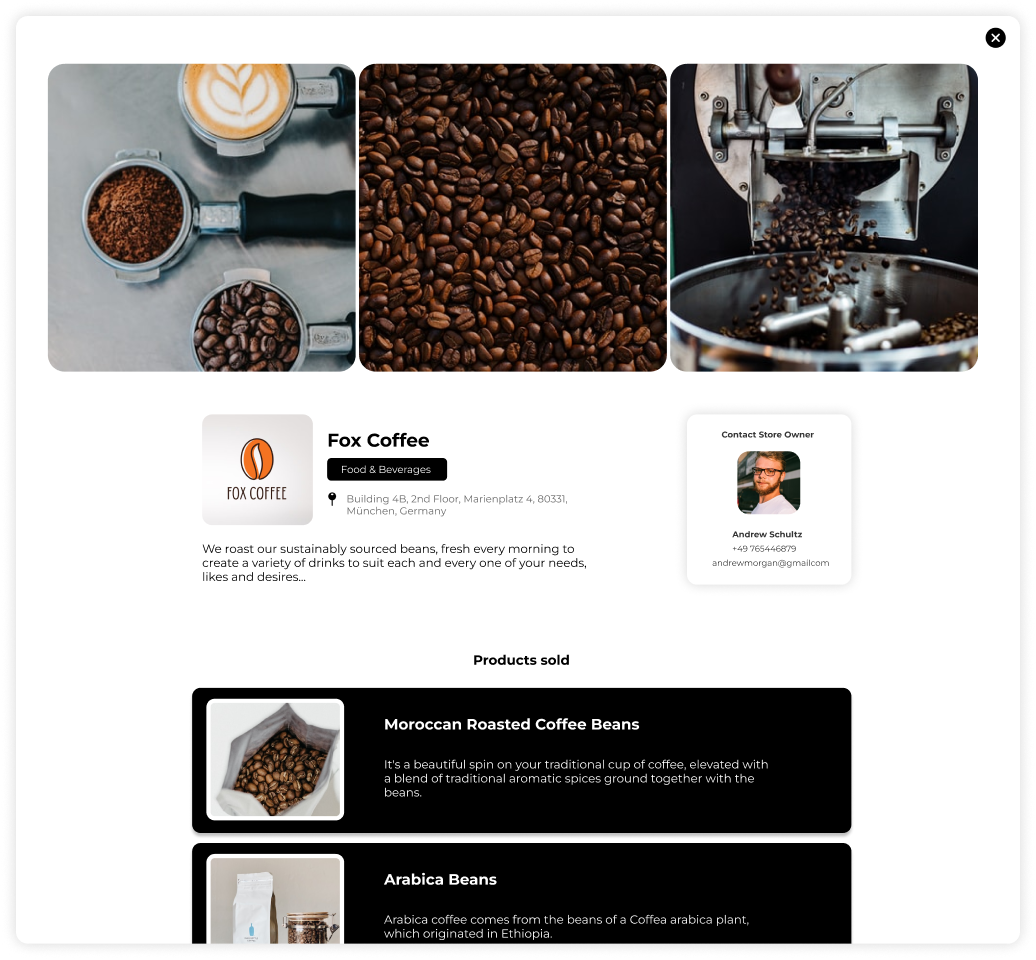 FOX COFFEE
Fox Coffee
Food & Beverages
Building 4B, 2nd Floor, Marienplatz 4, 80331,
München, Germany
We roast our sustainably sourced beans, fresh every morning to
create a variety of drinks to suit each and every one of your needs,
likes and desires...
Contact Store Owner
Andrew Schultz
+49 765446879
andrewmorgan@gmailcom
Products sold
Moroccan Roasted Coffee Beans
It's a beautiful spin on your traditional cup of coffee, elevated with
a blend of traditional aromatic spices ground together with the
beans.
Arabica Beans
Arabica coffee comes from the beans of a Coffea arabica plant,
which originated in Ethiopia.